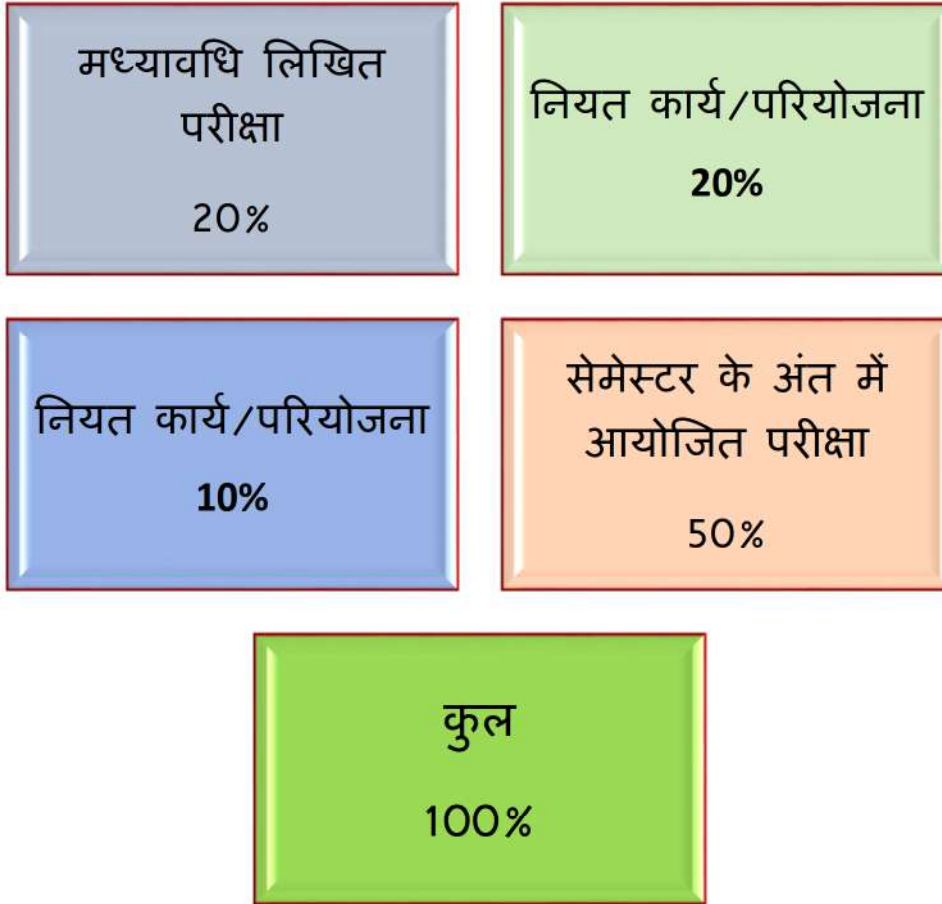 मध्यावधि लिखित
परीक्षा
20%
नियत कार्य/परियोजना
20%
नियत कार्य/परियोजना
10%
सेमेस्टर के अंत में
आयोजित परीक्षा
50%
कुल
100%